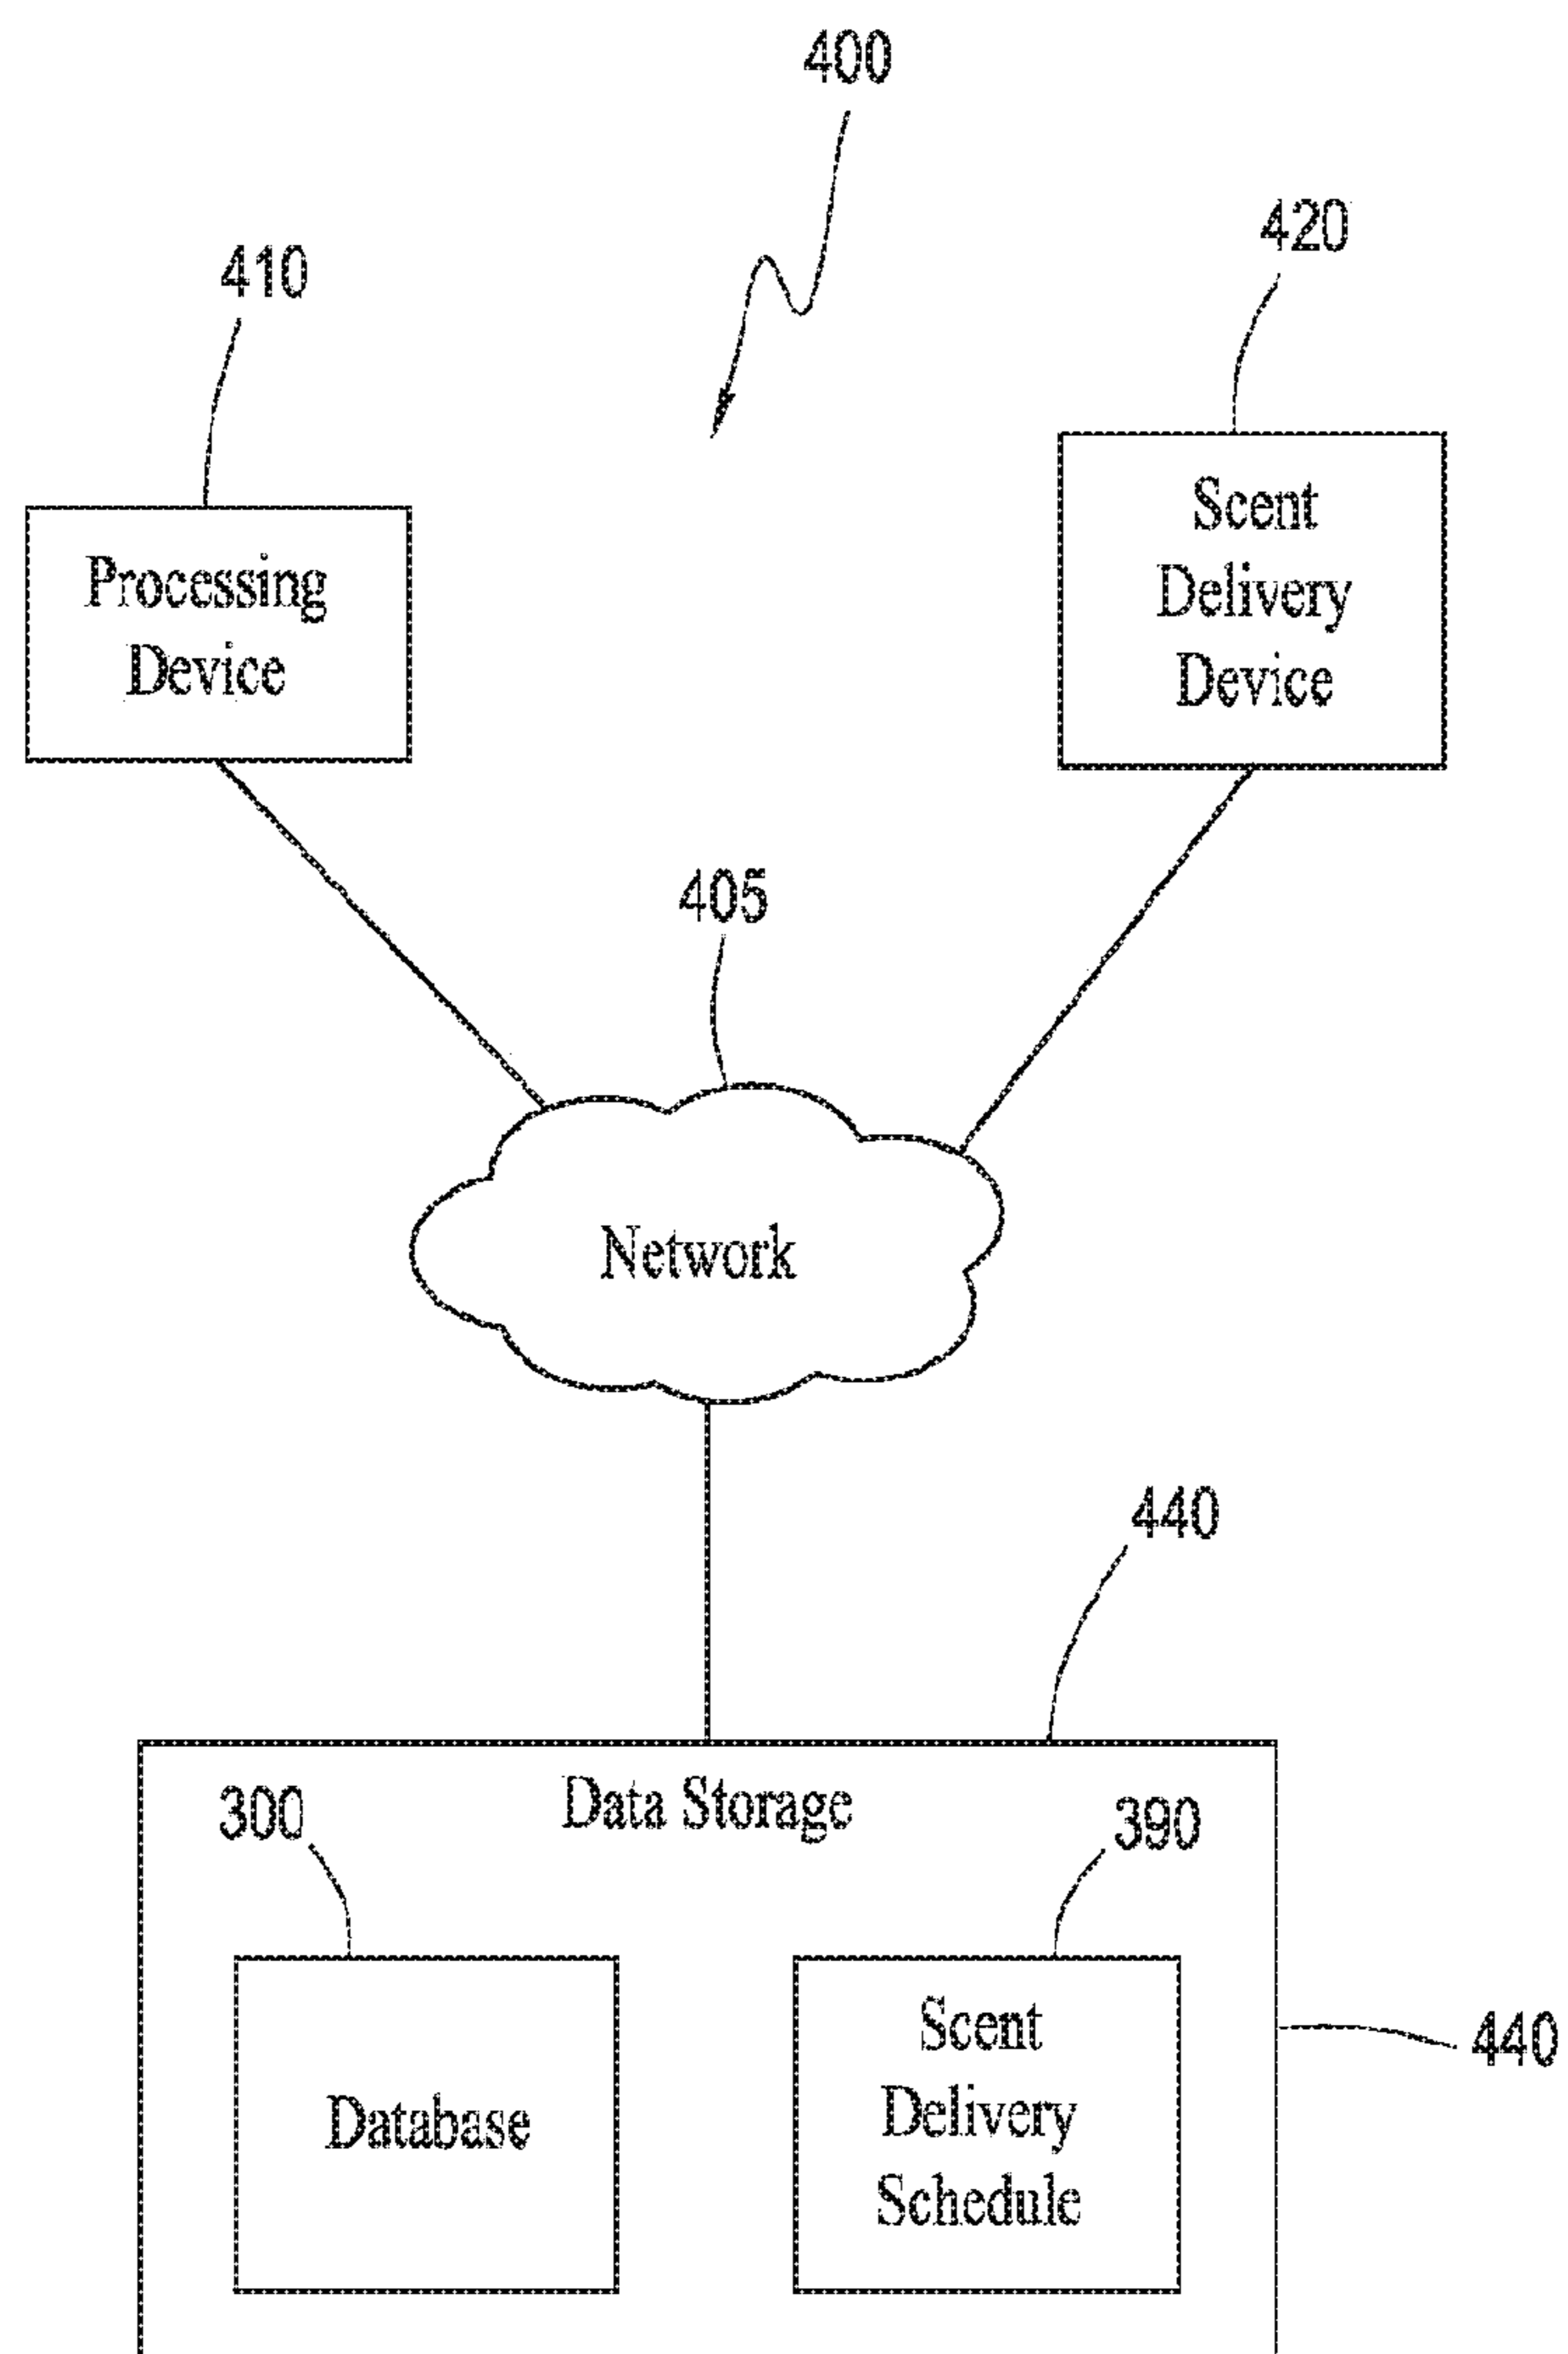 400
420
410
Scent
Delivery
Device
Processing
Device
405
Network
440
Data Storage
300
390
Scent
Delivery
Schedule
Database
440